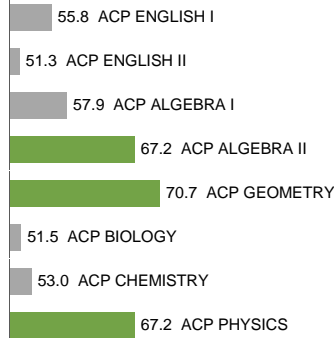 55.8 ACP ENGLISH I
51.3 ACP ENGLISH II
57.9 ACP ALGEBRA I
67.2 ACP ALGEBRA II
70.7 ACP GEOMETRY
51.5 ACP BIOLOGY
53.0 ACP CHEMISTRY
67.2 ACP PHYSICS